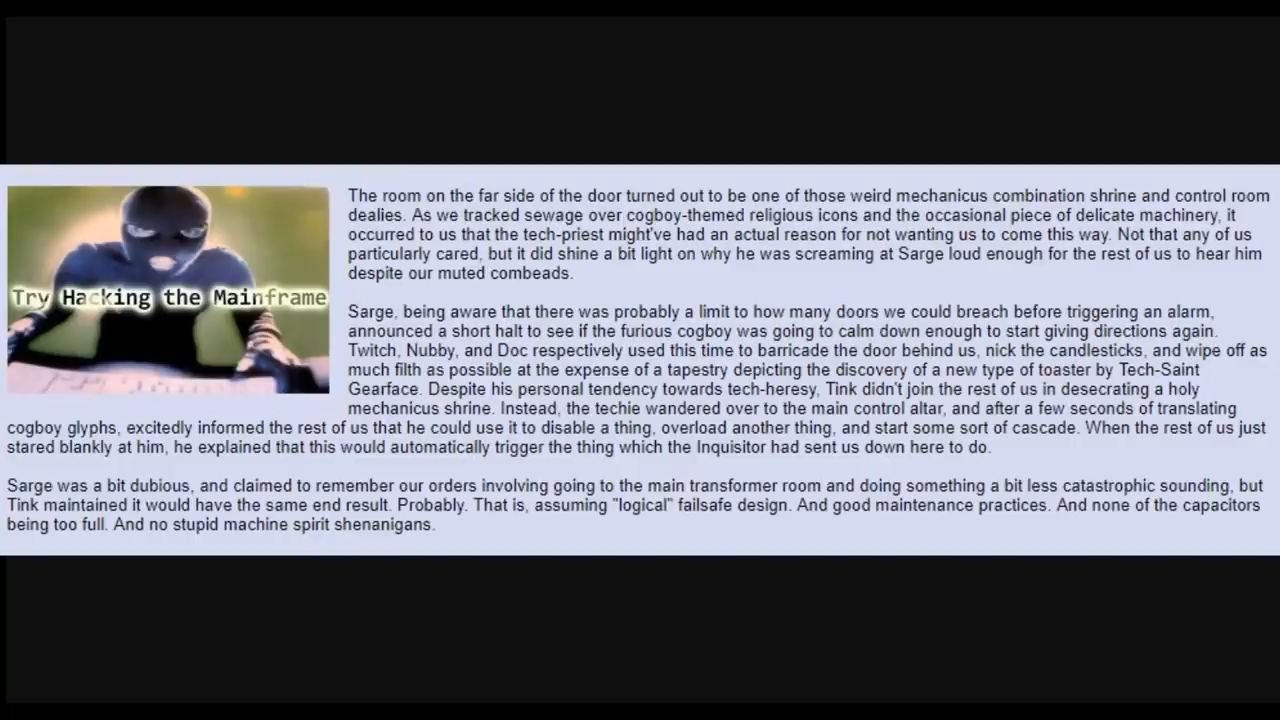 Try Hacking the Mainframe
The room on the far side of the door turned out to be one of those weird mechanicus combination shrine and control room
dealies. As we tracked sewage over cogboy-themed religious icons and the occasional piece of delicate machinery, it
occurred to us that the tech-priest might've had an actual reason for not wanting us to come this way. Not that any of us
particularly cared, but it did shine a bit light on why he was screaming at Sarge loud enough for the rest of us to hear him
despite our muted combeads.
Sarge, being aware that there was probably a limit to how many doors we could breach before triggering an alarm,
announced a short halt to see if the furious cogboy was going to calm down enough to start giving directions again.
Twitch, Nubby, and Doc respectively used this time to barricade the door behind us, nick the candlesticks, and wipe off as
much filth as possible at the expense of a tapestry depicting the discovery of a new type of toaster by Tech-Saint
Gearface. Despite his personal tendency towards tech-heresy, Tink didn't join the rest of us in desecrating a holy
mechanicus shrine. Instead, the techie wandered over to the main control altar, and after a few seconds of translating
cogboy glyphs, excitedly informed the rest of us that he could use it to disable a thing, overload another thing, and start some sort of cascade. When the rest of us just
stared blankly at him, he explained that this would automatically trigger the thing which the Inquisitor had sent us down here to do.
Sarge was a bit dubious, and claimed to remember our orders involving going to the main transformer room and doing something a bit less catastrophic sounding, but
Tink maintained it would have the same end result. Probably. That is, assuming "logical" failsafe design. And good maintenance practices. And none of the capacitors
being too full. And no stupid machine spirit shenanigans.